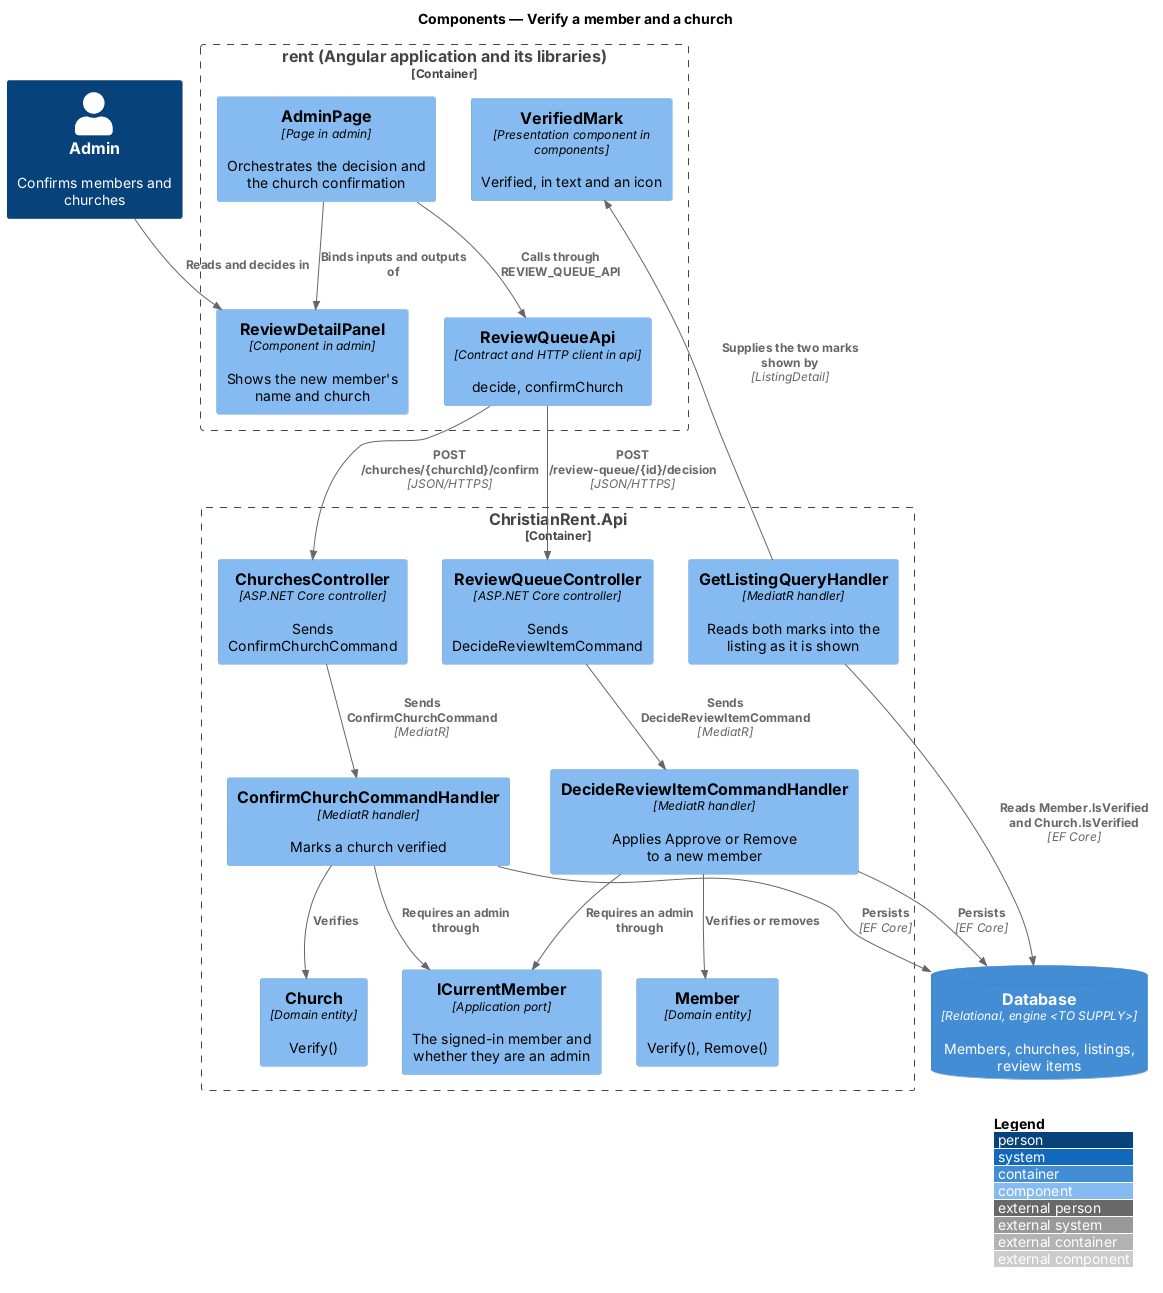 Components — Verify a member and a church
rent (Angular application and its libraries)
[Container]
Admin
Confirms members and
churches
AdminPage
[Page in admin]
Orchestrates the decision and
the church confirmation
VerifiedMark
[Presentation component in
components]
Verified, in text and an icon
Reads and decides in
Binds inputs and outputs
of
Calls through
REVIEW_QUEUE_API
ReviewDetailPanel
[Component in admin]
Shows the new member's
name and church
ReviewQueueApi
[Contract and HTTP client in api]
decide, confirmChurch
Supplies the two marks
shown by
[ListingDetail]
POST
/churches/{churchId}/confirm
[JSON/HTTPS]
POST
/review-queue/{id}/decision
[JSON/HTTPS]
ChristianRent.Api
[Container]
ChurchesController
[ASP.NET Core controller]
Sends
ConfirmChurchCommand
ReviewQueueController
[ASP.NET Core controller]
Sends
DecideReviewItemCommand
GetListingQueryHandler
[MediatR handler]
Reads both marks into the
listing as it is shown
Sends
ConfirmChurchCommand
[MediatR]
Sends
DecideReviewItemCommand
[MediatR]
ConfirmChurchCommandHandler
[MediatR handler]
Marks a church verified
DecideReviewItemCommandHandler
[MediatR handler]
Applies Approve or Remove
to a new member
Reads Member.IsVerified
and Church.IsVerified
[EF Core]
Verifies
Requires an admin
through
Requires an admin
through
Verifies or removes
Persists
[EF Core]
Persists
[EF Core]
Church
[Domain entity]
Verify()
ICurrentMember
[Application port]
The signed-in member and
whether they are an admin
Member
[Domain entity]
Verify(), Remove()
Database
[Relational, engine <TO SUPPLY>]
Members, churches, listings,
review items
Legend
person
system
container
component
external person
external system
external container
external component